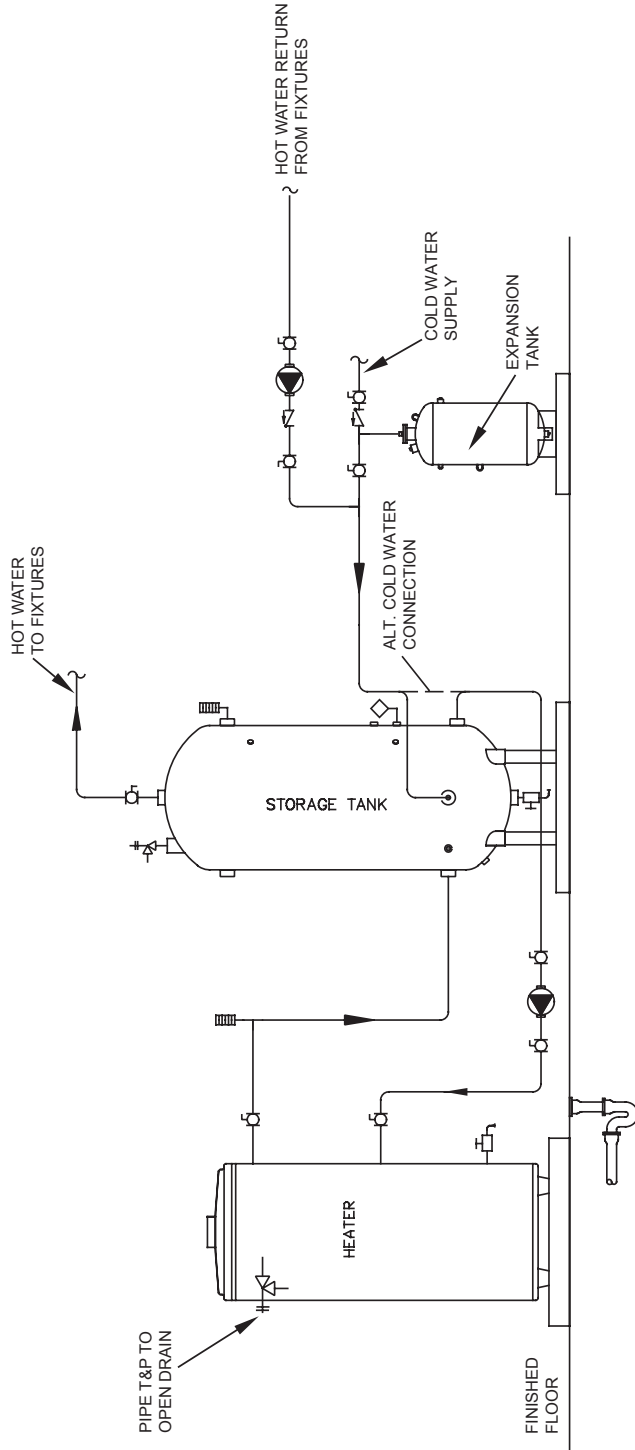 HOT WATER
TO FIXTURES
HOT WATER RETURN
FROM FIXTURES
PIPE T&P TO
OPEN DRAIN
STORAGE TANK
HEATER
COLD WATER
SUPPLY
ALT. COLD WATER
CONNECTION
EXPANSION
TANK
FINISHED
FLOOR